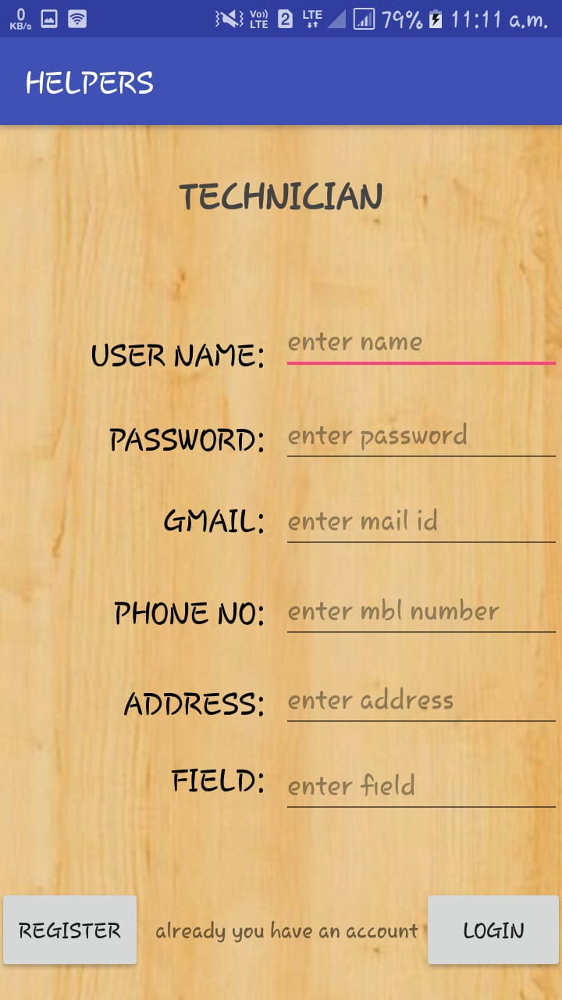 0 KB/s Vo)) LTE 2 LTE 79% 11:11 a.m.
HELPERS
TECHNICIAN
USER NAME: enter name
PASSWORD: enter password
GMAIL: enter mail id
PHONE NO: enter mbl number
ADDRESS: enter address
FIELD: enter field
REGISTER already you have an account LOGIN